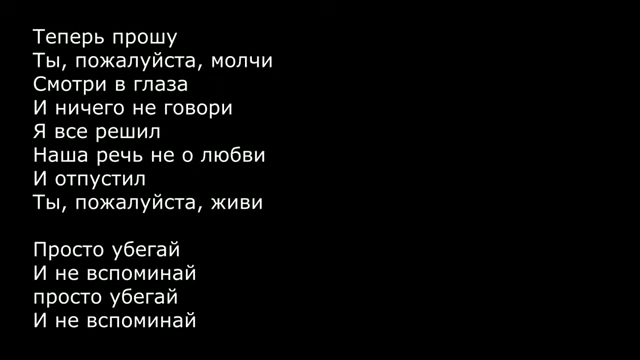 Теперь прошу
Ты, пожалуйста, молчи
Смотри в глаза
И ничего не говори
Я все решил
Наша речь не о любви
И отпустил
Ты, пожалуйста, живи

Просто убегай
И не вспоминай
просто убегай
И не вспоминай